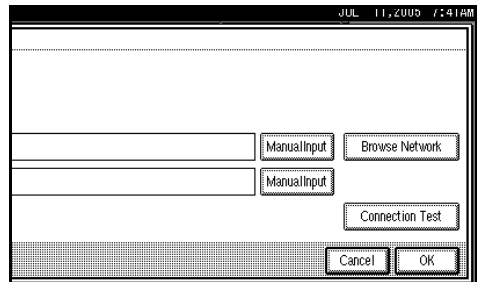 JUL 11,2005 7:41AM
ManualInput Browse Network
ManualInput
Connection Test
Cancel OK